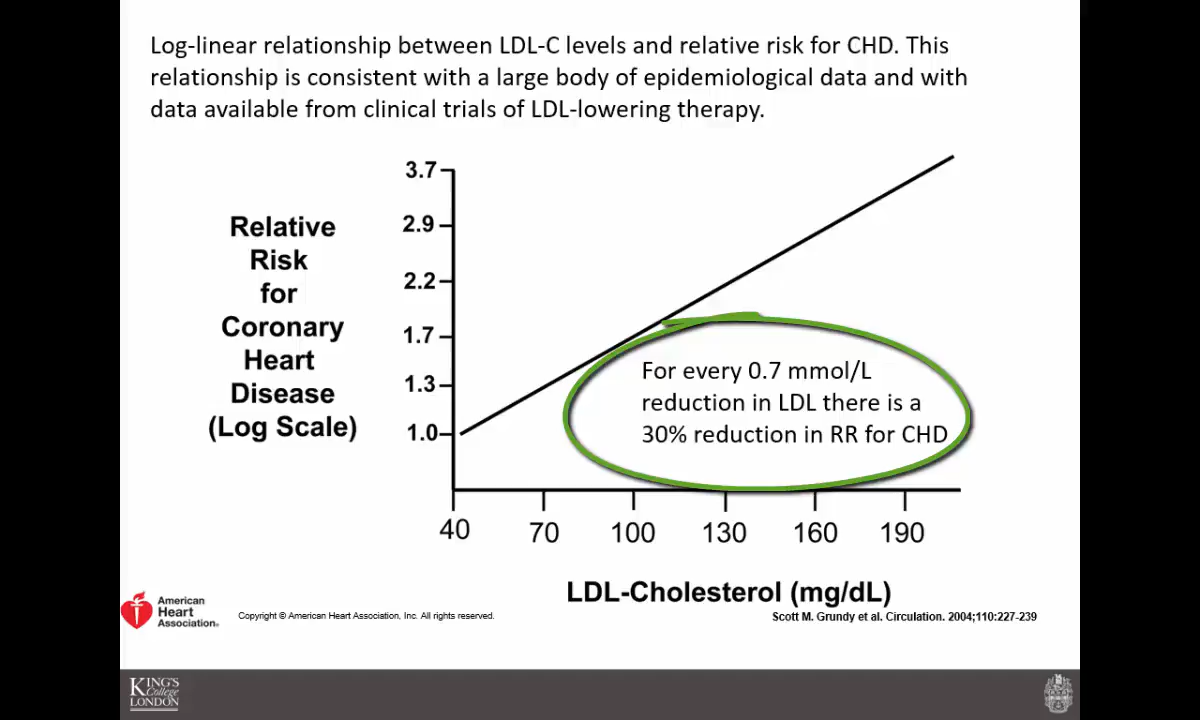 Log-linear relationship between LDL-C levels and relative risk for CHD. This
relationship is consistent with a large body of epidemiological data and with
data available from clinical trials of LDL-lowering therapy.
3.7
2.9
2.2
1.7
1.3
1.0
Relative
Risk
for
Coronary
Heart
Disease
(Log Scale)
For every 0.7 mmol/L
reduction in LDL there is a
30% reduction in RR for CHD
40 70 100 130 160 190
LDL-Cholesterol (mg/dL)
American
Heart
Association®
Copyright © American Heart Association, Inc. All rights reserved.
Scott M. Grundy et al. Circulation. 2004;110:227-239
KING'S
College
LONDON